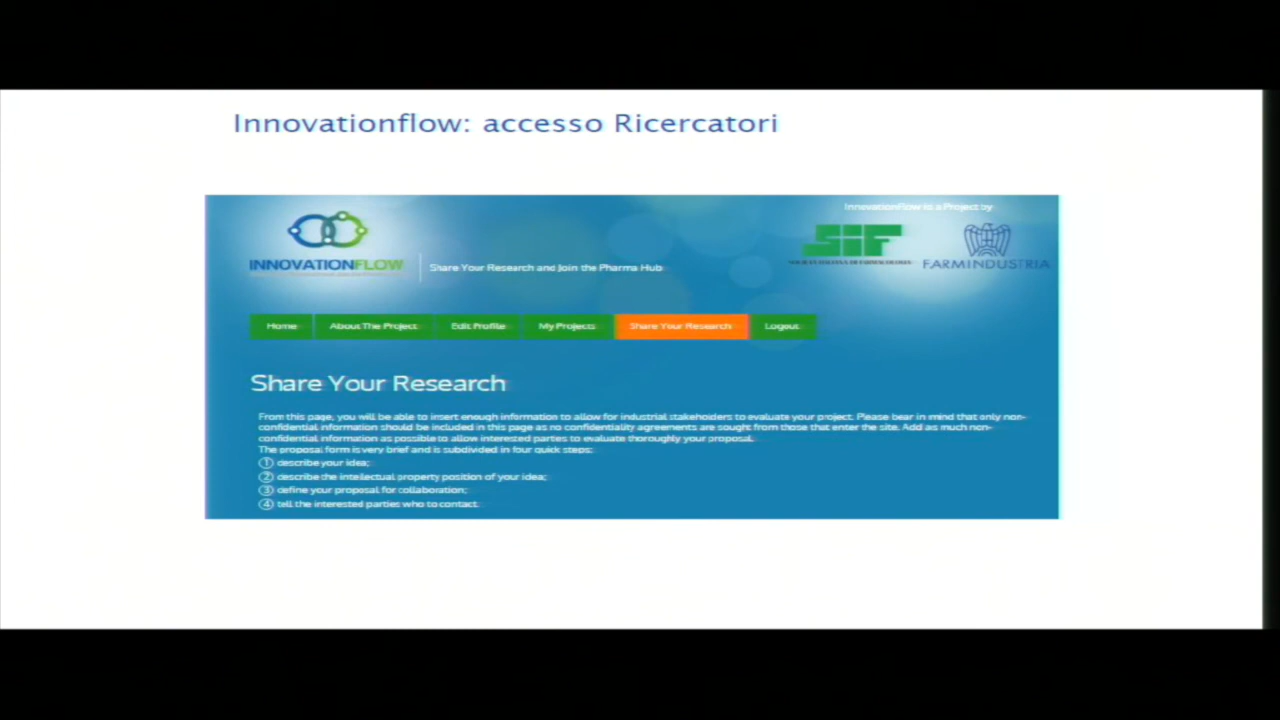 Innovationflow: accesso Ricercatori
InnovationFlow is a Project by
SIF
FARMINDUSTRIA
INNOVATIONFLOW
Share Your Research and Join the Pharma Hub
Home
About The Project
Edit Profile
My Projects
Share Your Research
Logout
Share Your Research
From this page, you will be able to insert enough information to allow for industrial stakeholders to evaluate your project. Please bear in mind that only non-
confidential information should be included in this page as no confidentiality agreements are sought from those that enter the site. Add as much non-
confidential information as possible to allow interested parties to evaluate thoroughly your proposal.
The proposal form is very brief and is subdivided in four quick steps:
1 describe your idea;
2 describe the intellectual property position of your idea;
3 define your proposal for collaboration;
4 tell the interested parties who to contact.